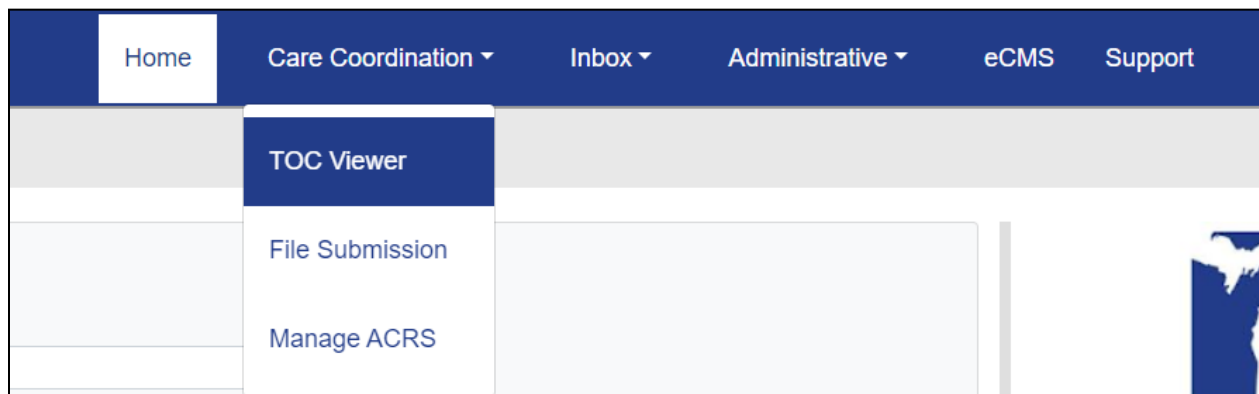 Home Care Coordination Inbox Administrative eCMS Support
TOC Viewer
File Submission
Manage ACRS